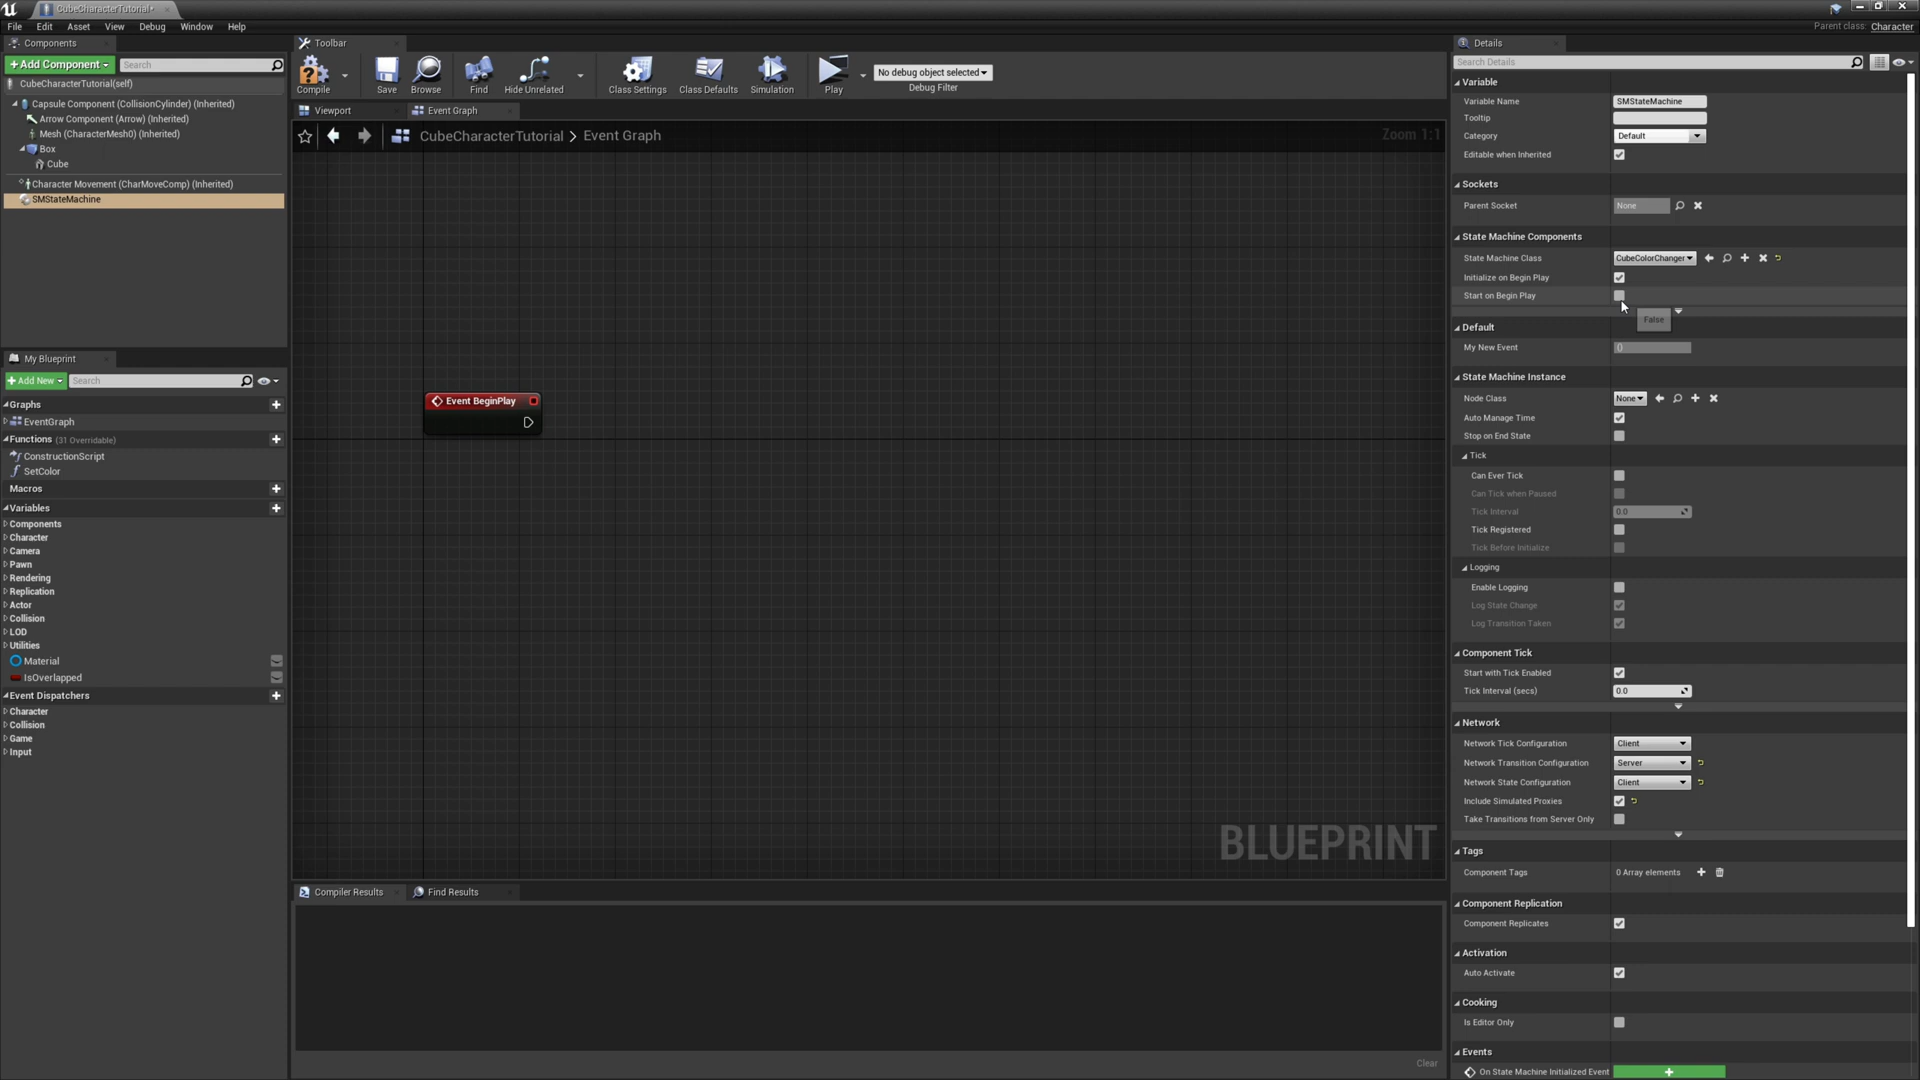 CubeCharacterTutorial*
File Edit Asset View Debug Window Help
Parent class: Character
Components
+Add Component
Search
CubeCharacterTutorial(self)
Capsule Component (CollisionCylinder) (Inherited)
Arrow Component (Arrow) (Inherited)
Mesh (CharacterMesh0) (Inherited)
Box
Cube
Character Movement (CharMoveComp) (Inherited)
SMStateMachine
My Blueprint
+Add New
Search
Graphs
EventGraph
Functions (31 Overridable)
ConstructionScript
SetColor
Macros
Variables
Components
Character
Camera
Pawn
Rendering
Replication
Actor
Collision
LOD
Utilities
Material
IsOverlapped
Event Dispatchers
Character
Collision
Game
Input
Toolbar
Compile Save Browse Find Hide Unrelated Class Settings Class Defaults Simulation Play
No debug object selected
Debug Filter
Viewport
Event Graph
CubeCharacterTutorial > Event Graph
Zoom 1:1
Event BeginPlay
BLUEPRINT
Compiler Results
Find Results
Clear
Details
Search Details
Variable
Variable Name SMStateMachine
Tooltip
Category Default
Editable when Inherited
Sockets
Parent Socket None
State Machine Components
State Machine Class CubeColorChanger
Initialize on Begin Play
Start on Begin Play
False
Default
My New Event ()
State Machine Instance
Node Class None
Auto Manage Time
Stop on End State
Tick
Can Ever Tick
Can Tick when Paused
Tick Interval 0.0
Tick Registered
Tick Before Initialize
Logging
Enable Logging
Log State Change
Log Transition Taken
Component Tick
Start with Tick Enabled
Tick Interval (secs) 0.0
Network
Network Tick Configuration Client
Network Transition Configuration Server
Network State Configuration Client
Include Simulated Proxies
Take Transitions from Server Only
Tags
Component Tags 0 Array elements
Component Replication
Component Replicates
Activation
Auto Activate
Cooking
Is Editor Only
Events
On State Machine Initialized Event